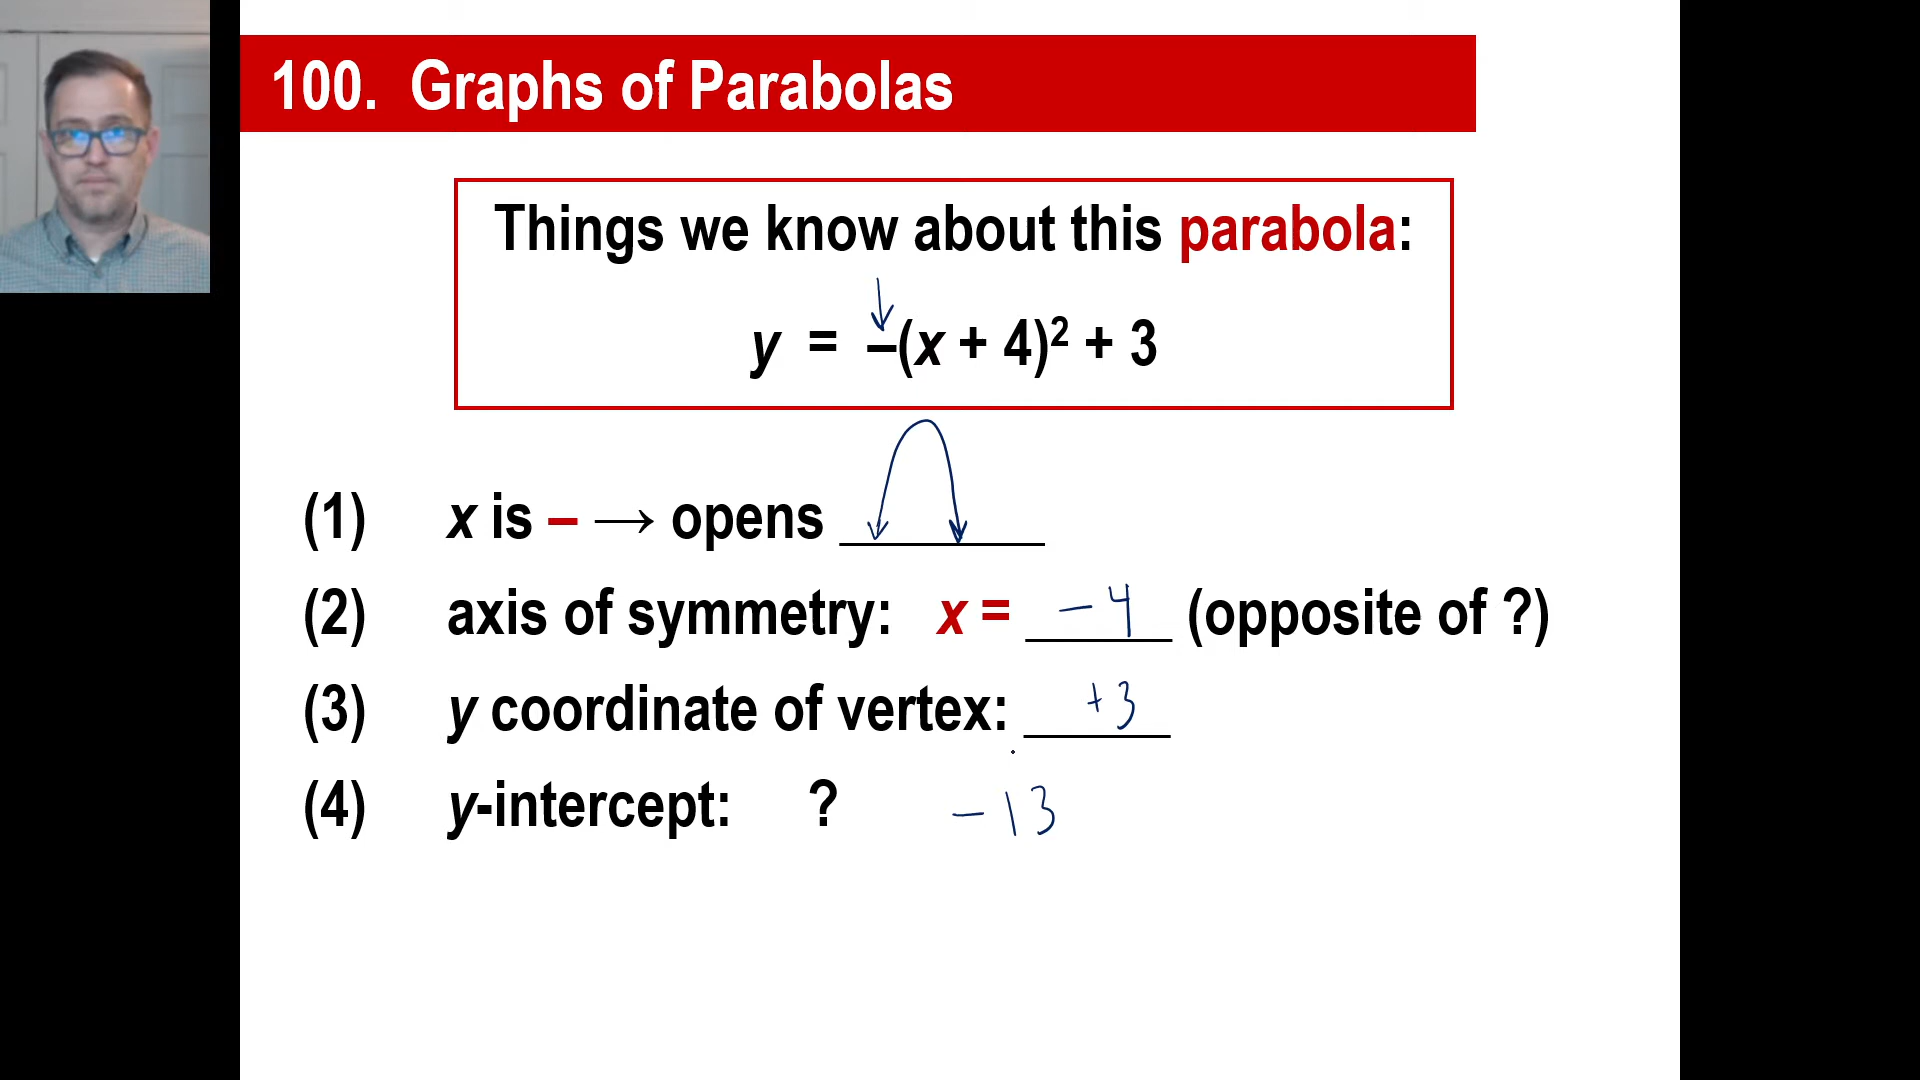 100. Graphs of Parabolas
Things we know about this parabola:
y = –(x + 4)² + 3
(1) x is – → opens
(2) axis of symmetry: x = -4 (opposite of ?)
(3) y coordinate of vertex: +3
(4) y-intercept: ? -13